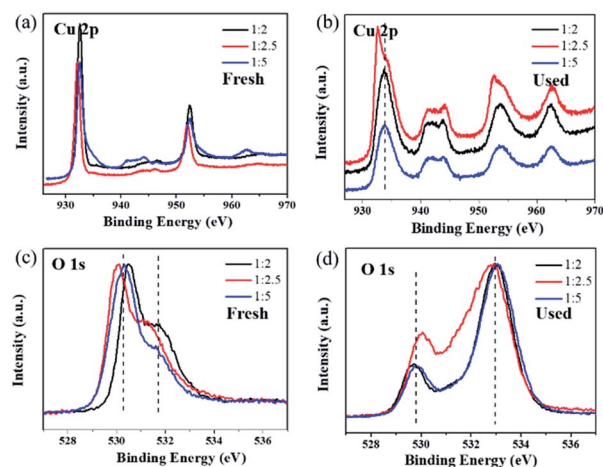 (a)
Cu 2p
1:2
1:2.5
1:5
Fresh
Intensity (a.u.)
930 940 950 960 970
Binding Energy (eV)
(b)
Cu 2p
1:2
1:2.5
1:5
Used
Intensity (a.u.)
930 940 950 960 970
Binding Energy (eV)
(c)
O 1s
1:2
1:2.5
1:5
Fresh
Intensity (a.u.)
528 530 532 534 536
Binding Energy (eV)
(d)
O 1s
1:2
1:2.5
1:5
Used
Intensity (a.u.)
528 530 532 534 536
Binding Energy (eV)